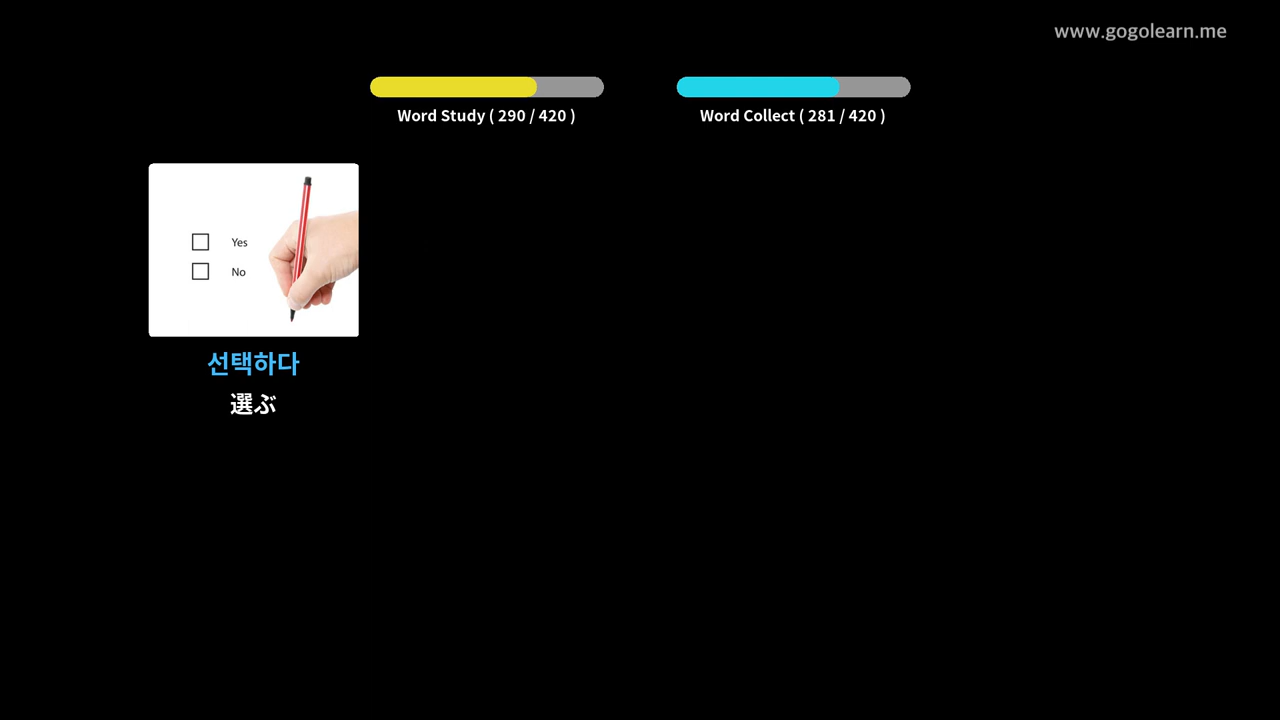 www.gogolearn.me
Word Study ( 290 / 420 )
Word Collect ( 281 / 420 )
Yes
No
선택하다
選ぶ